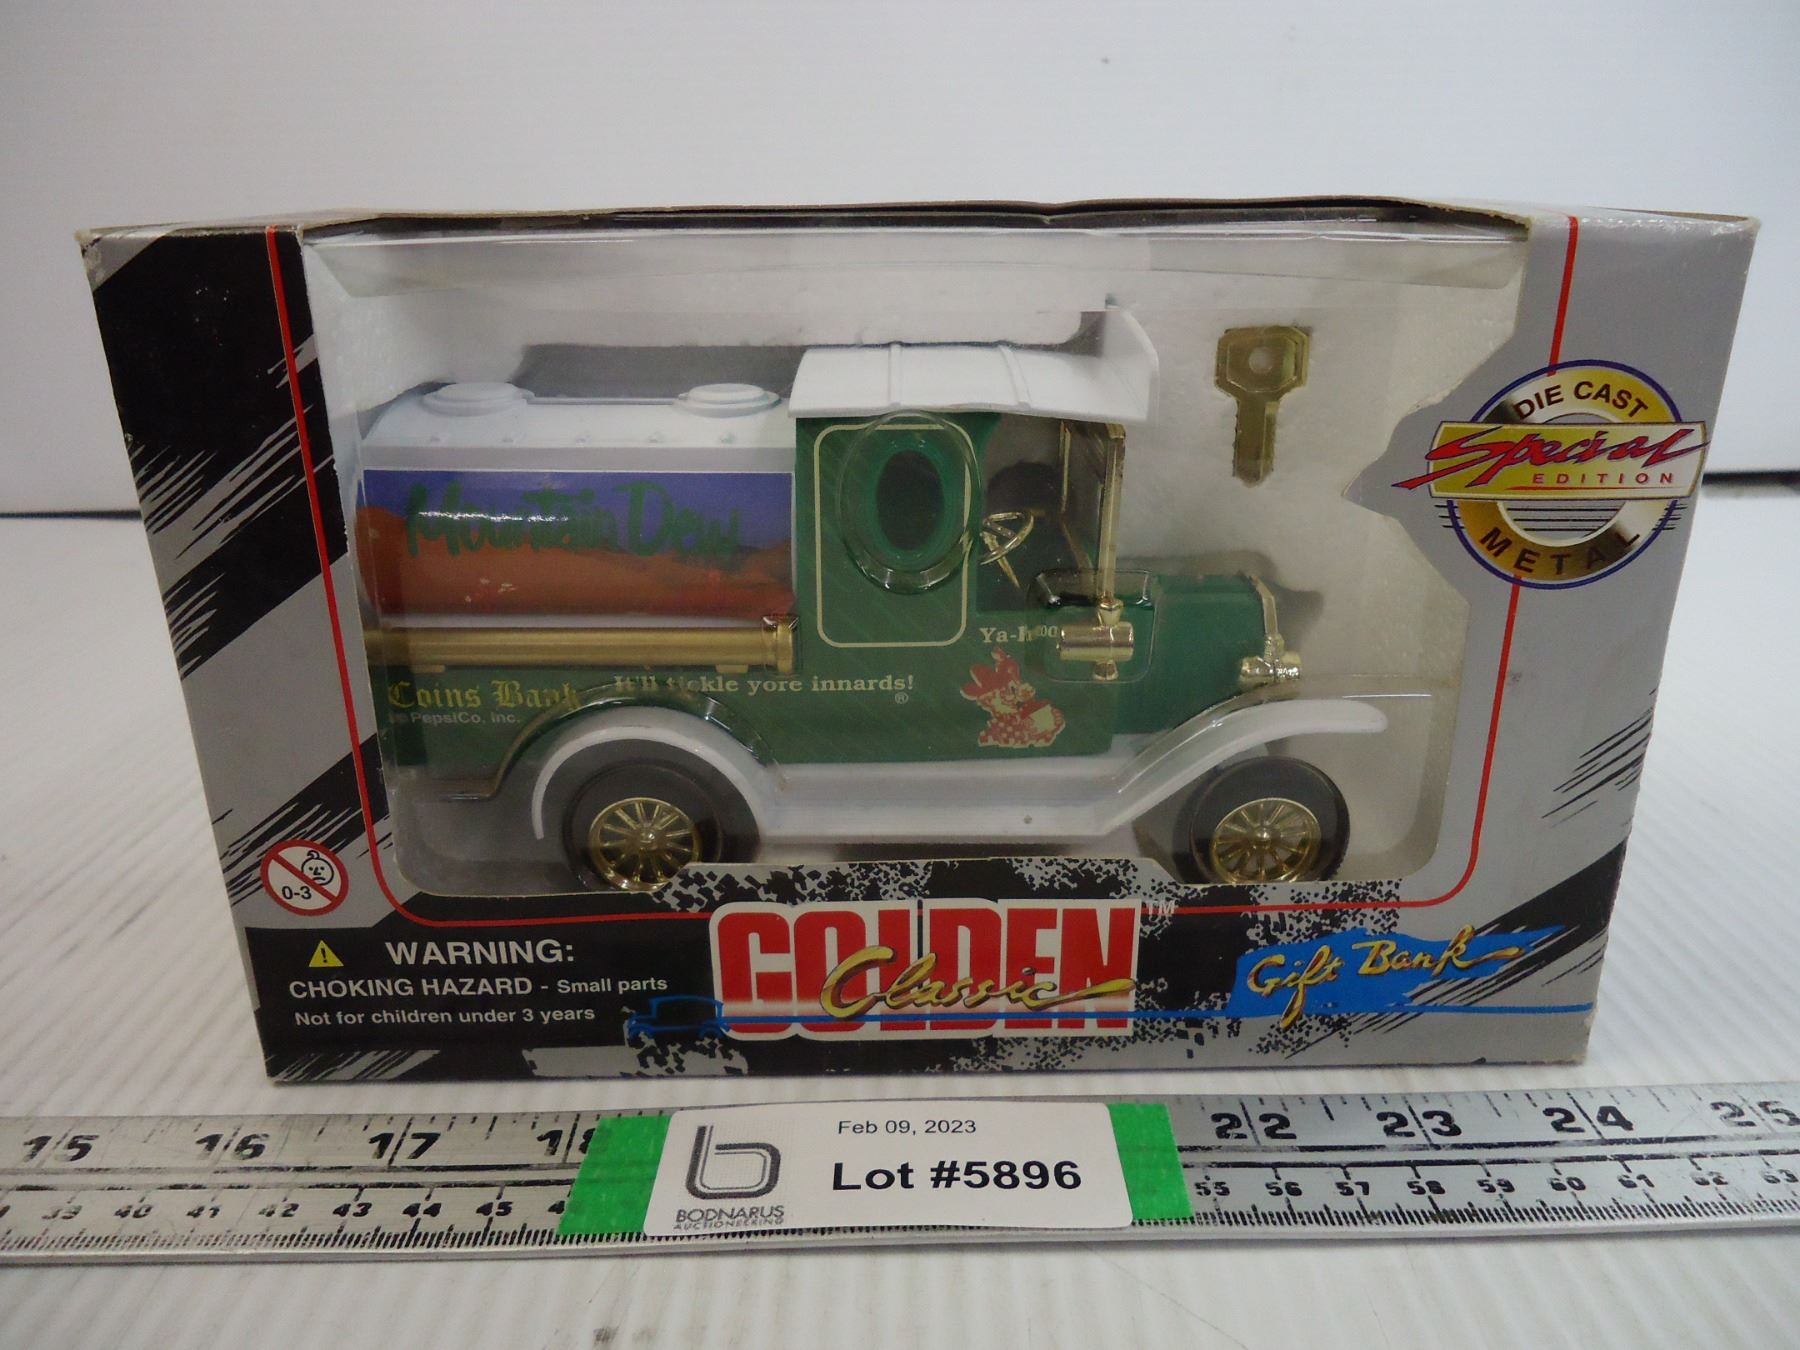 DIE CAST
Special
EDITION
METAL
Mountain Dew
Ya-Hooo
It'll tickle yore innards!
®
Coins Bank
© PepsiCo, Inc.
0-3
WARNING:
CHOKING HAZARD - Small parts
Not for children under 3 years
GOLDEN TM
Classic
Gift Bank
15 16 17 18 22 23 24 25
39 40 41 42 43 44 45 55 56 57 58 59 60 61 62 63
Feb 09, 2023
Lot #5896
b
BODNARUS
AUCTIONEERING